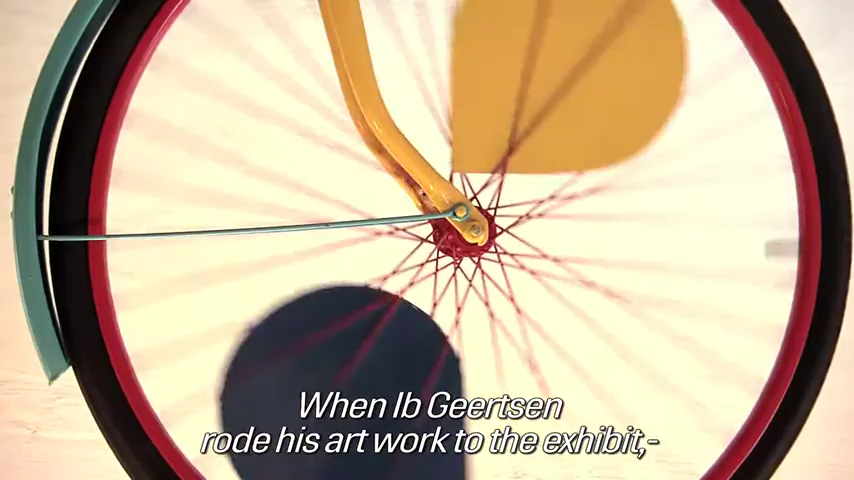 When Ib Geertsen
rode his art work to the exhibit,-